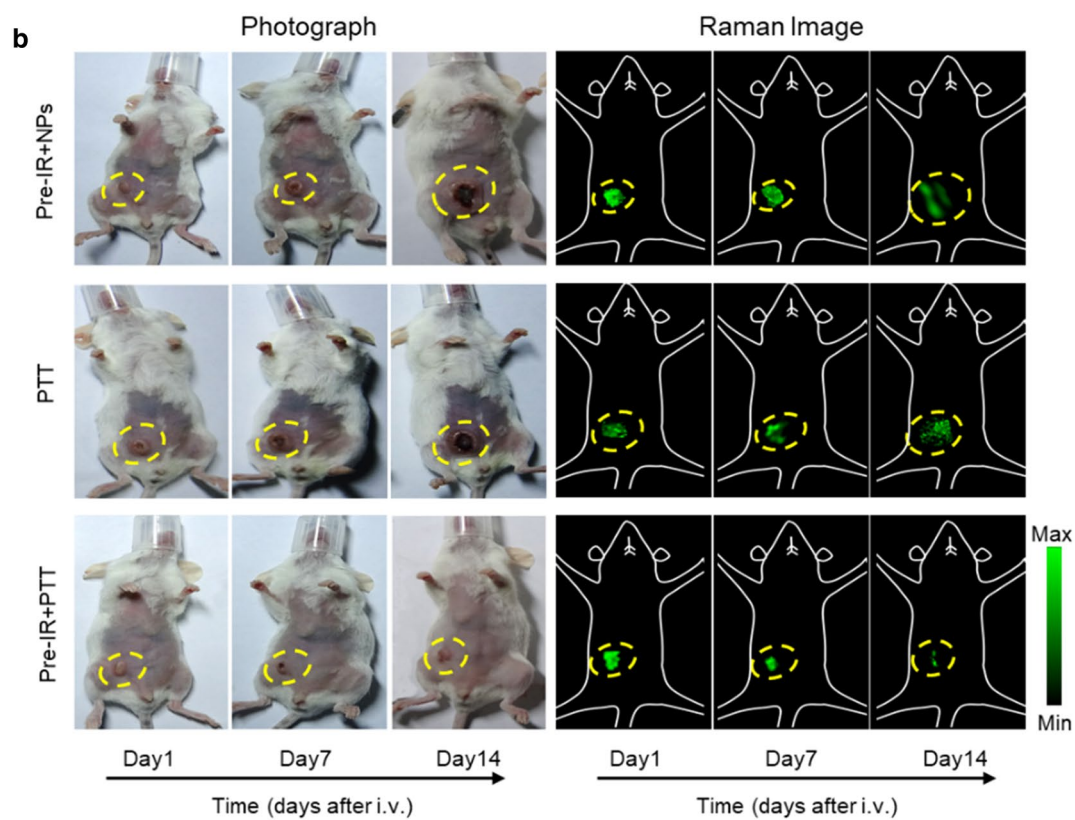 b
Photograph
Raman Image
Pre-IR+NPs
PTT
Pre-IR+PTT
Max
Min
Day1
Day7
Day14
Day1
Day7
Day14
Time (days after i.v.)
Time (days after i.v.)